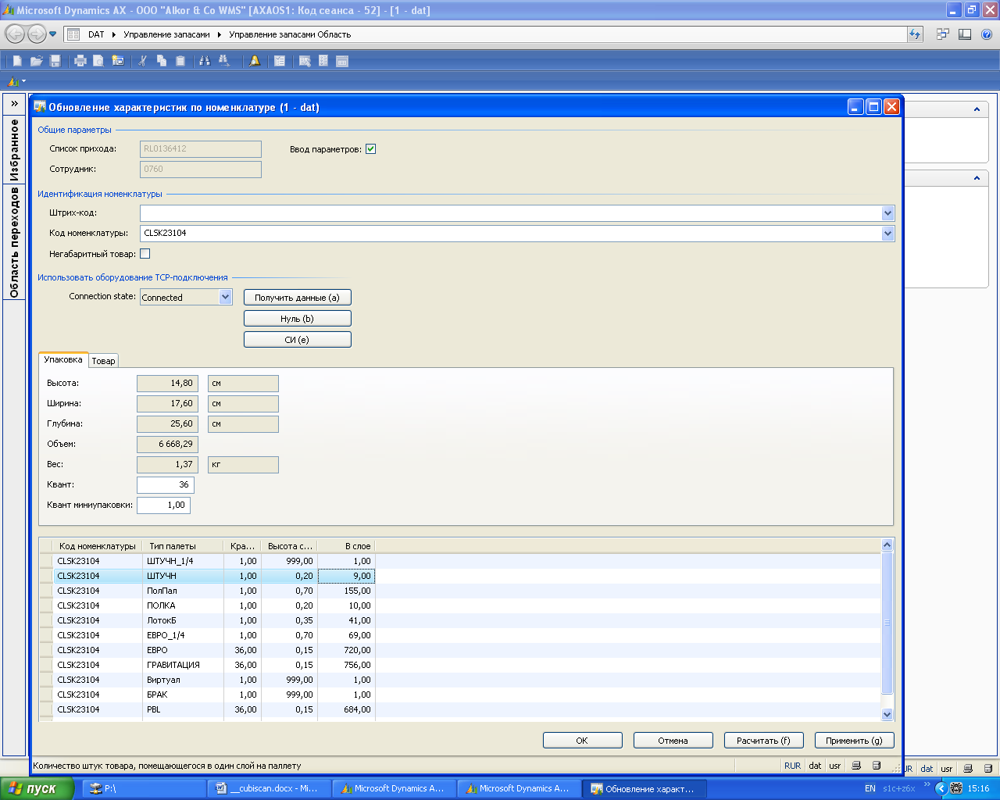 Microsoft Dynamics AX - ООО "Alkor & Co WMS" [AXAOS1: Код сеанса - 52] - [1 - dat]
DAT Управление запасами Управление запасами Область
»
Избранное
Область переходов
Обновление характеристик по номенклатуре (1 - dat)
Общие параметры
Список прихода: RL0136412 Ввод параметров:
Сотрудник: 0760
Идентификация номенклатуры
Штрих-код:
Код номенклатуры: CLSK23104
Негабаритный товар:
Использовать оборудование TCP-подключения
Connection state: Connected Получить данные (a)
Нуль (b)
СИ (e)
Упаковка Товар
Высота: 14,80 см
Ширина: 17,60 см
Глубина: 25,60 см
Объем: 6 668,29
Вес: 1,37 кг
Квант: 36
Квант миниупаковки: 1,00
Код номенклатуры Тип палеты Кра... Высота с... В слое
CLSK23104 ШТУЧН_1/4 1,00 999,00 1,00
CLSK23104 ШТУЧН 1,00 0,20 9,00
CLSK23104 ПолПал 1,00 0,70 155,00
CLSK23104 ПОЛКА 1,00 0,20 10,00
CLSK23104 ЛотокБ 1,00 0,35 41,00
CLSK23104 ЕВРО_1/4 1,00 0,70 69,00
CLSK23104 ЕВРО 36,00 0,15 720,00
CLSK23104 ГРАВИТАЦИЯ 36,00 0,15 756,00
CLSK23104 Виртуал 1,00 999,00 1,00
CLSK23104 БРАК 1,00 999,00 1,00
CLSK23104 PBL 36,00 0,15 684,00
ОК Отмена Расчитать (f) Применить (g)
Количество штук товара, помещающегося в один слой на паллету RUR dat usr
UR dat usr
пуск P:\ __cubiscan.docx - Mi... Microsoft Dynamics A... Microsoft Dynamics A... Обновление характ... EN s1c+z6x » 15:16